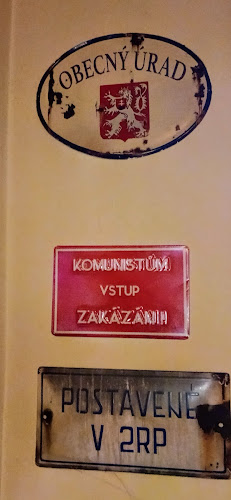 OBECNÝ ÚRAD
KOMUNISTŮM
VSTUP
ZAKÁZÁN!!
POSTAVENÉ
V 2RP